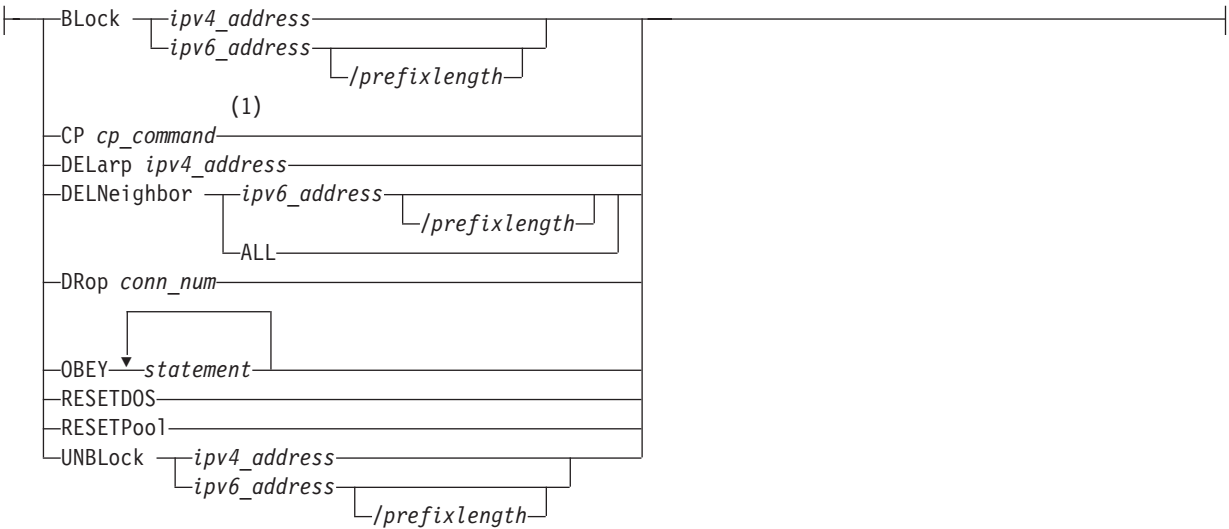 BLock ipv4_address
ipv6_address
/prefixlength
(1)
CP cp_command
DELarp ipv4_address
DELNeighbor ipv6_address
/prefixlength
ALL
DRop conn_num
OBEY statement
RESETDOS
RESETPool
UNBLock ipv4_address
ipv6_address
/prefixlength